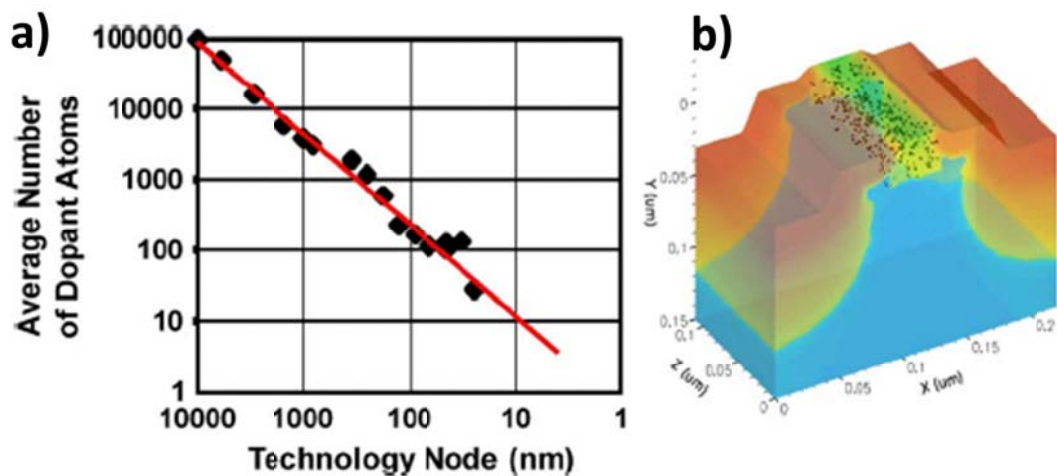 a)
Average Number
of Dopant Atoms
100000
10000
1000
100
10
1
10000 1000 100 10 1
Technology Node (nm)
b)
0
0.05
0.1
0.15
Y (um)
0.1
0.05
0
Z (um)
0
0.05
0.1
0.15
0.2
X (um)